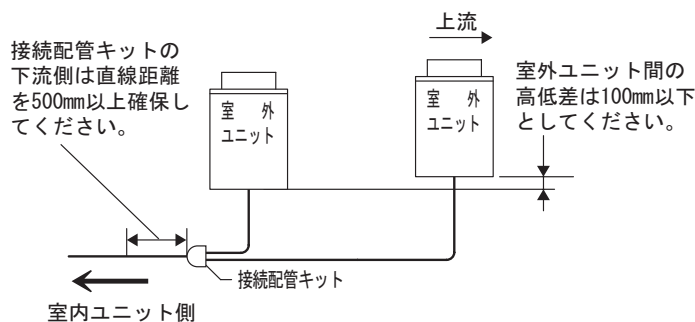 上流
接続配管キットの
下流側は直線距離
を500mm以上確保し
てください。
室　外
ユニット
室　外
ユニット
室外ユニット間の
高低差は100mm以下
としてください。
接続配管キット
室内ユニット側